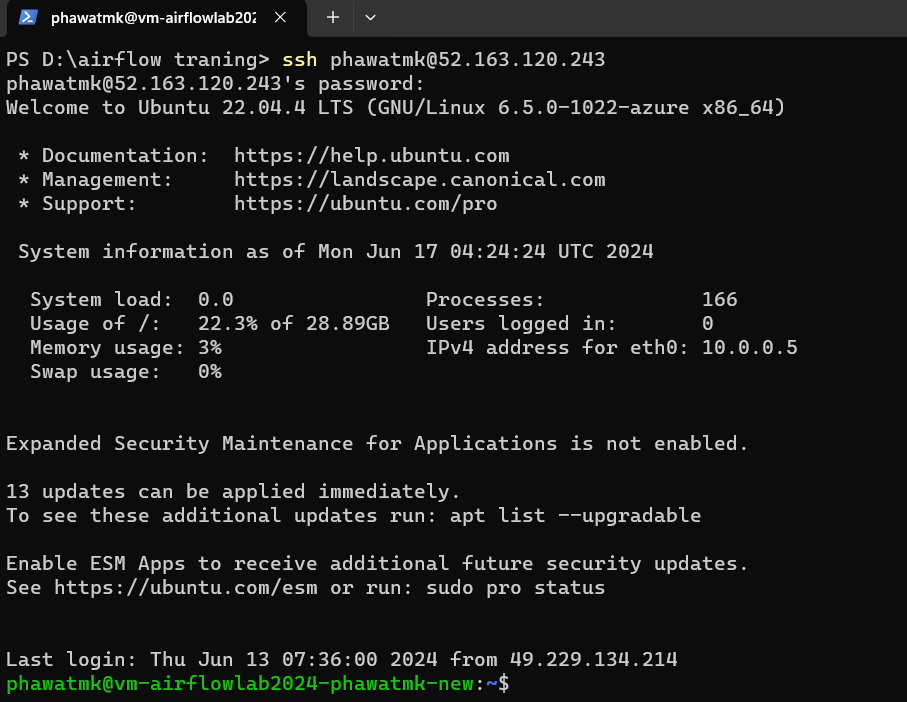 phawatmk@vm-airflowlab202
PS D:\airflow traning> ssh phawatmk@52.163.120.243
phawatmk@52.163.120.243's password:
Welcome to Ubuntu 22.04.4 LTS (GNU/Linux 6.5.0-1022-azure x86_64)
* Documentation:  https://help.ubuntu.com
* Management:     https://landscape.canonical.com
* Support:        https://ubuntu.com/pro
System information as of Mon Jun 17 04:24:24 UTC 2024
System load:  0.0                Processes:             166
Usage of /:   22.3% of 28.89GB   Users logged in:       0
Memory usage: 3%                 IPv4 address for eth0: 10.0.0.5
Swap usage:   0%
Expanded Security Maintenance for Applications is not enabled.
13 updates can be applied immediately.
To see these additional updates run: apt list --upgradable
Enable ESM Apps to receive additional future security updates.
See https://ubuntu.com/esm or run: sudo pro status
Last login: Thu Jun 13 07:36:00 2024 from 49.229.134.214
phawatmk@vm-airflowlab2024-phawatmk-new:~$